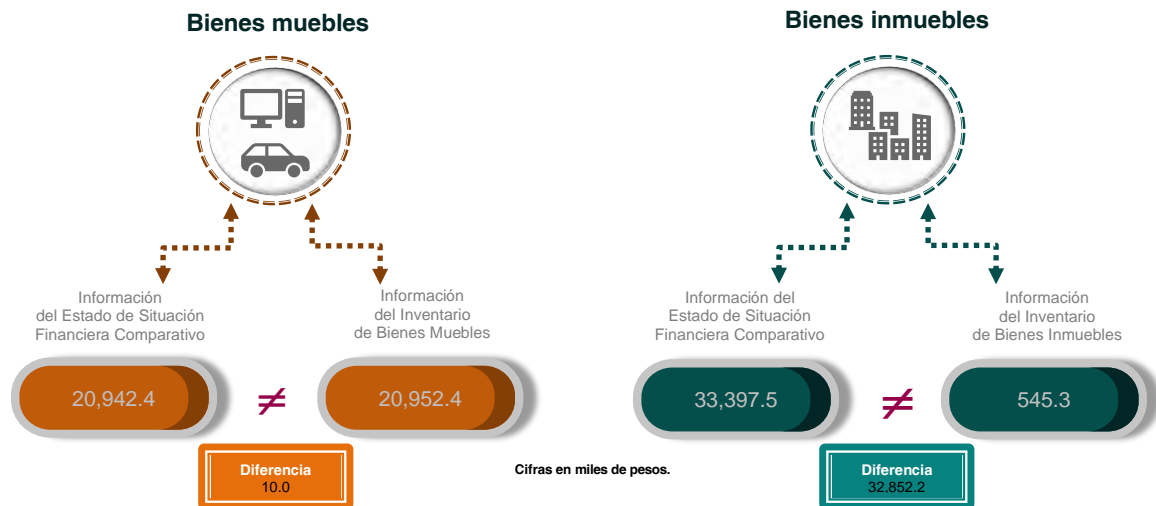 Bienes muebles
Información
del Estado de Situación
Financiera Comparativo
Información
del Inventario
de Bienes Muebles
20,942.4
≠
20,952.4
Diferencia
10.0
Cifras en miles de pesos.
Bienes inmuebles
Información del
Estado de Situación
Financiera Comparativo
Información
del Inventario
de Bienes Inmuebles
33,397.5
≠
545.3
Diferencia
32,852.2